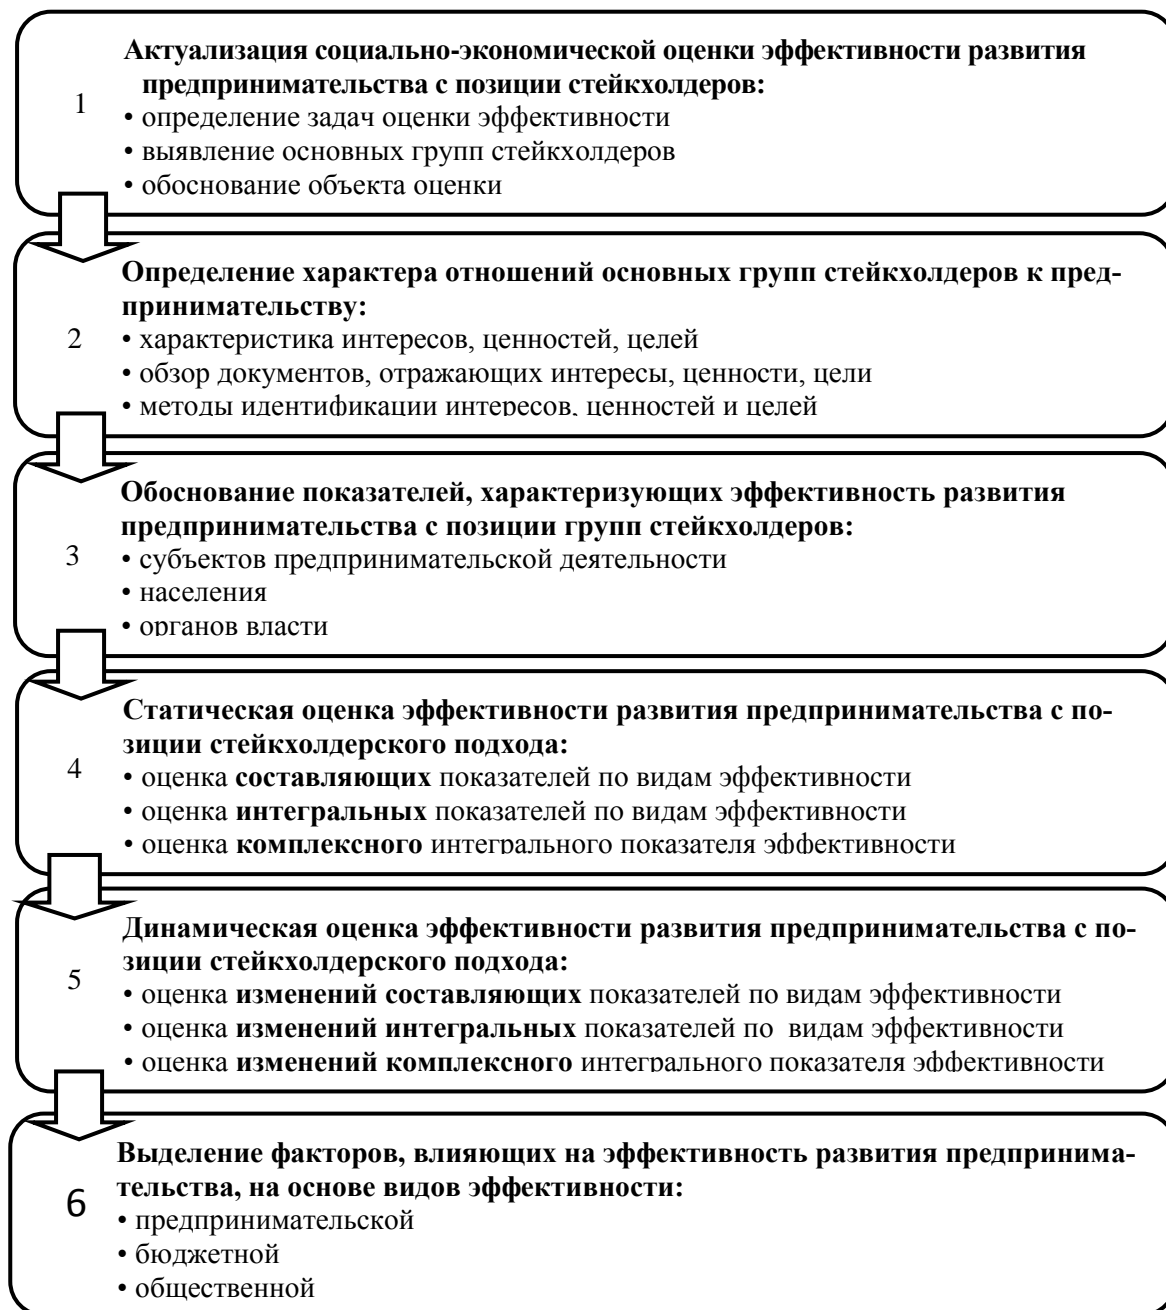 Актуализация социально-экономической оценки эффективности развития
предпринимательства с позиции стейкхолдеров:
1
• определение задач оценки эффективности
• выявление основных групп стейкхолдеров
• обоснование объекта оценки
Определение характера отношений основных групп стейкхолдеров к пред-
принимательству:
2
• характеристика интересов, ценностей, целей
• обзор документов, отражающих интересы, ценности, цели
• методы идентификации интересов, ценностей и целей
Обоснование показателей, характеризующих эффективность развития
предпринимательства с позиции групп стейкхолдеров:
3
• субъектов предпринимательской деятельности
• населения
• органов власти
Статическая оценка эффективности развития предпринимательства с по-
зиции стейкхолдерского подхода:
4
• оценка составляющих показателей по видам эффективности
• оценка интегральных показателей по видам эффективности
• оценка комплексного интегрального показателя эффективности
Динамическая оценка эффективности развития предпринимательства с по-
зиции стейкхолдерского подхода:
5
• оценка изменений составляющих показателей по видам эффективности
• оценка изменений интегральных показателей по видам эффективности
• оценка изменений комплексного интегрального показателя эффективности
Выделение факторов, влияющих на эффективность развития предпринима-
тельства, на основе видов эффективности:
6
• предпринимательской
• бюджетной
• общественной